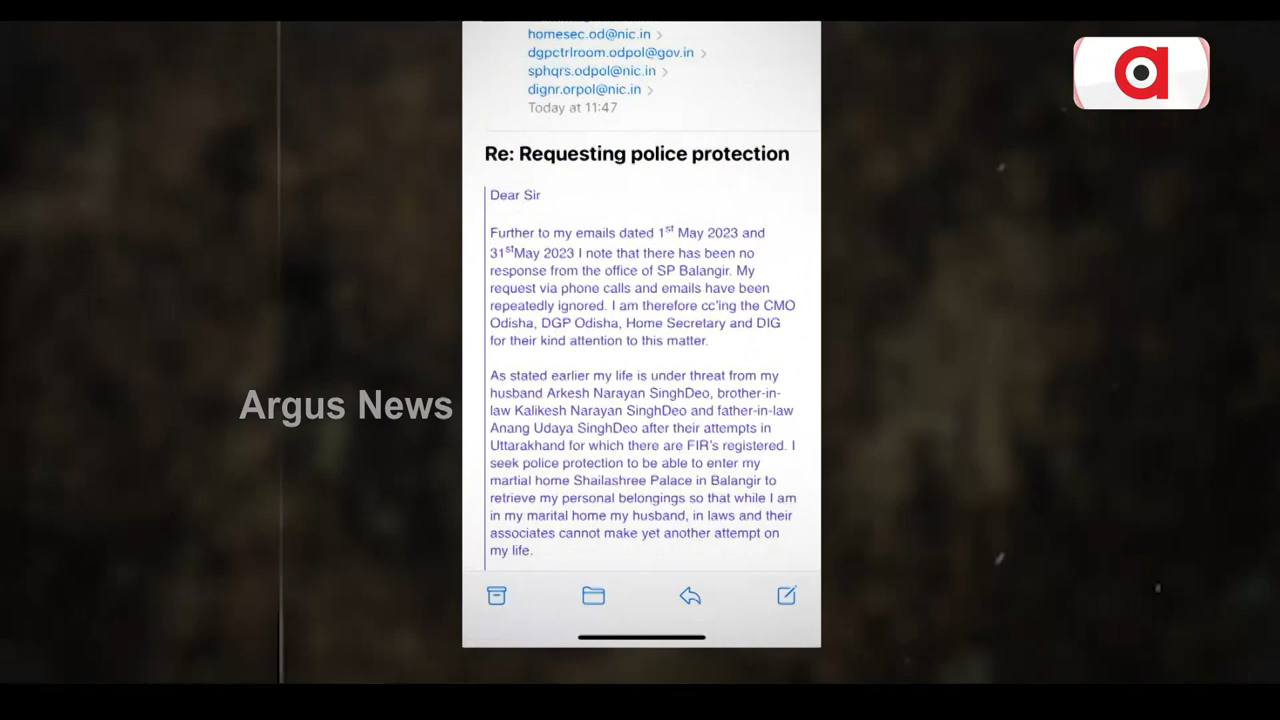 homesec.od@nic.in >
dgpctrlroom.odpol@gov.in >
sphqrs.odpol@nic.in >
dignr.orpol@nic.in >
Today at 11:47
Re: Requesting police protection
Dear Sir
Further to my emails dated 1st May 2023 and
31stMay 2023 I note that there has been no
response from the office of SP Balangir. My
request via phone calls and emails have been
repeatedly ignored. I am therefore cc'ing the CMO
Odisha, DGP Odisha, Home Secretary and DIG
for their kind attention to this matter.
As stated earlier my life is under threat from my
husband Arkesh Narayan SinghDeo, brother-in-
law Kalikesh Narayan SinghDeo and father-in-law
Anang Udaya SinghDeo after their attempts in
Uttarakhand for which there are FIR's registered. I
seek police protection to be able to enter my
martial home Shailashree Palace in Balangir to
retrieve my personal belongings so that while I am
in my marital home my husband, in laws and their
associates cannot make yet another attempt on
my life.
Argus News
a